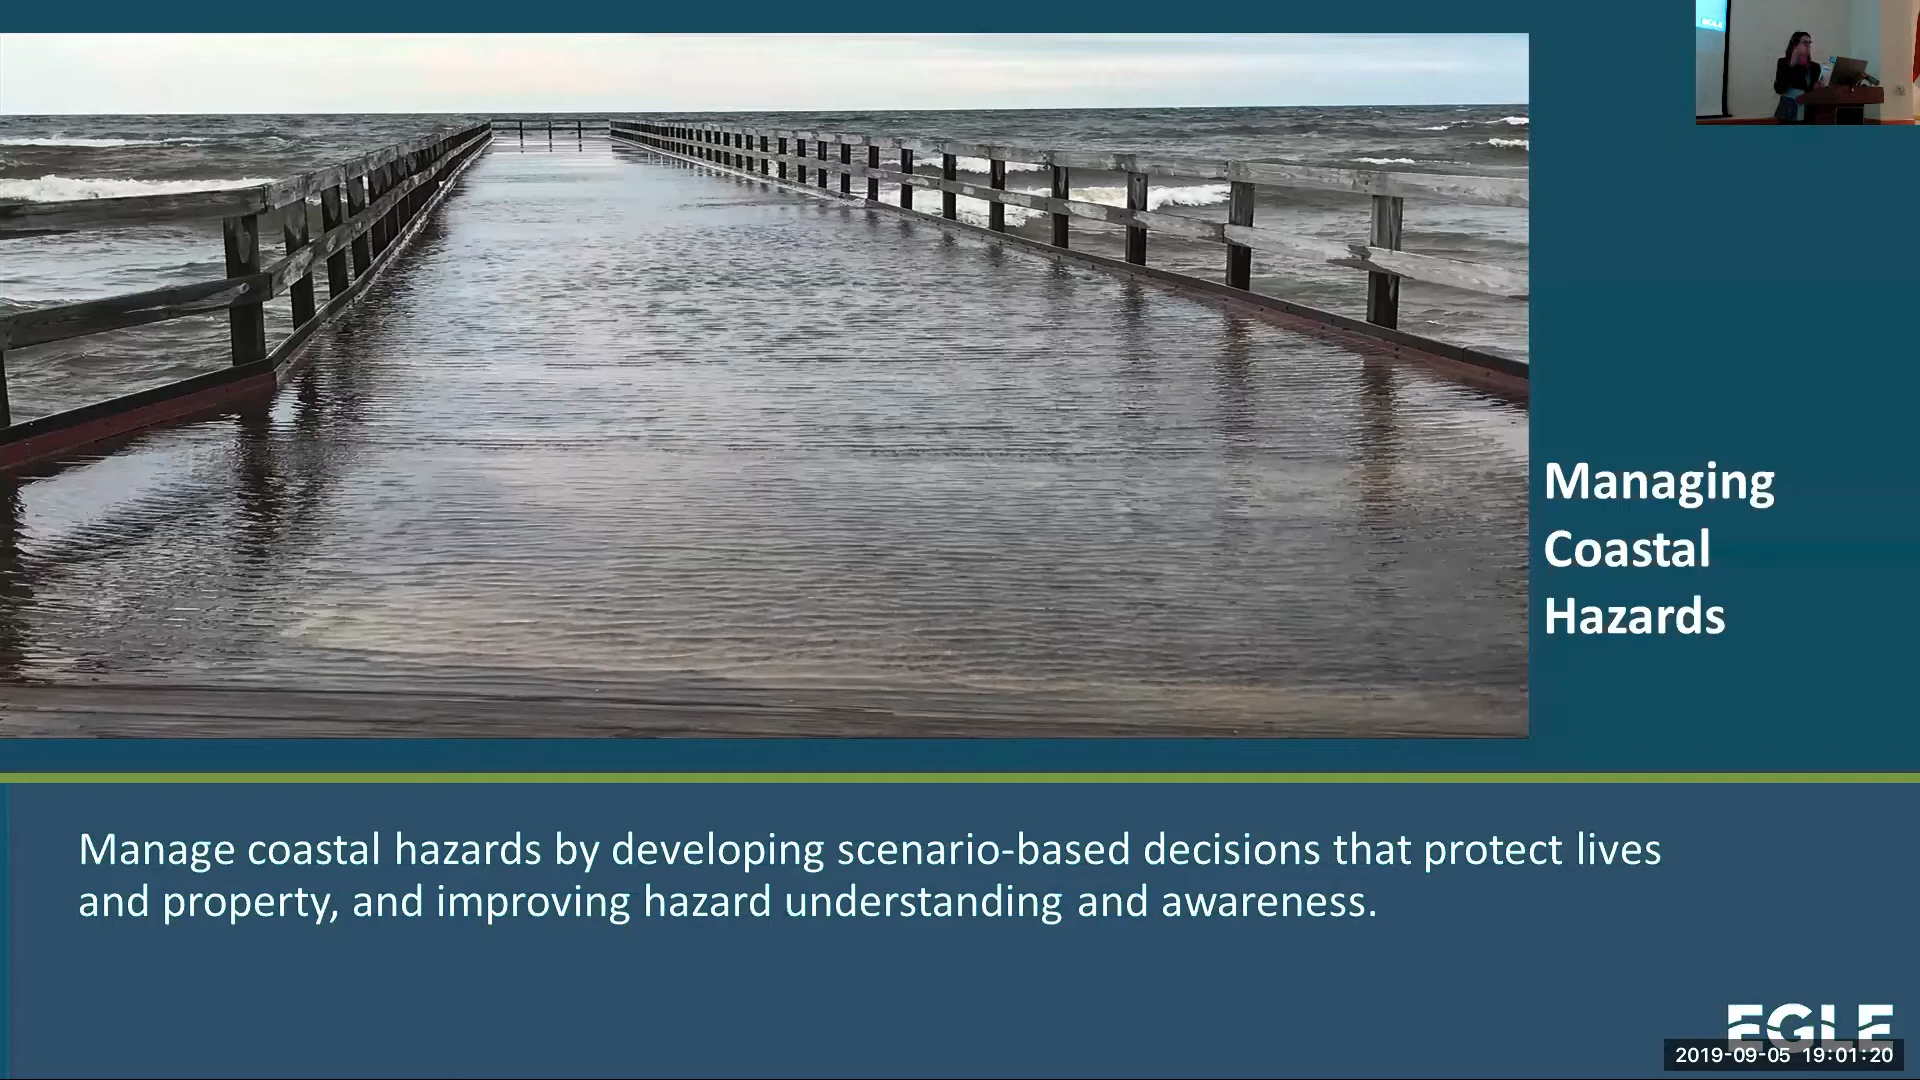 Managing
Coastal
Hazards
Manage coastal hazards by developing scenario-based decisions that protect lives
and property, and improving hazard understanding and awareness.
EGLE
2019-09-05 19:01:20